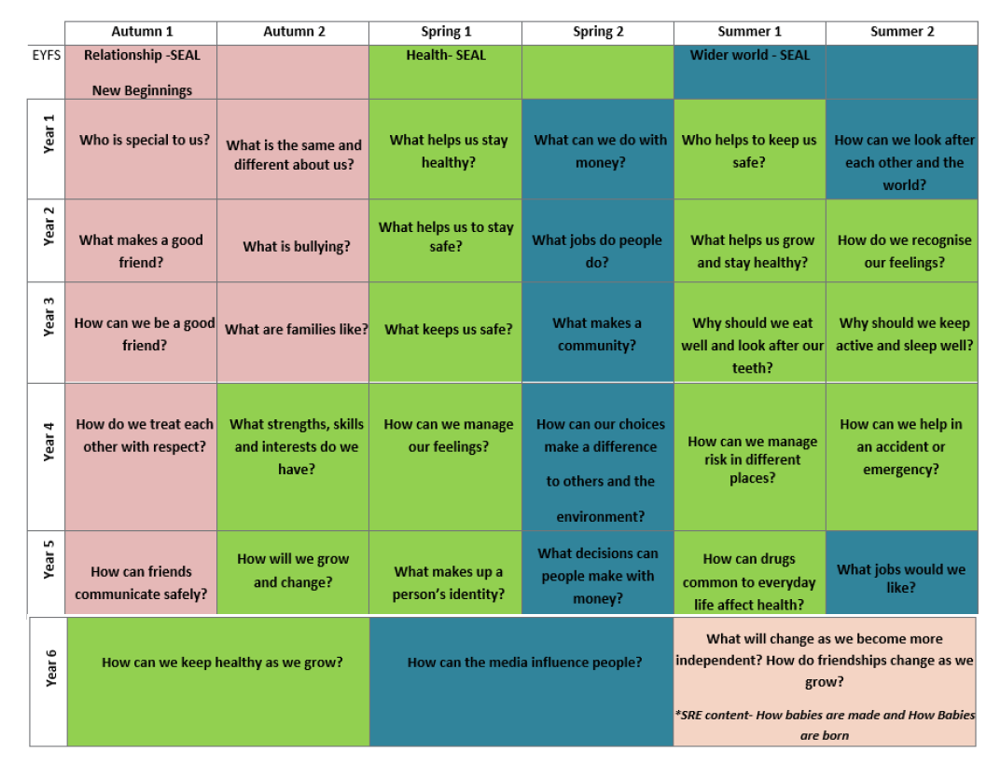 Autumn 1 Autumn 2 Spring 1 Spring 2 Summer 1 Summer 2
EYFS
Relationship -SEAL
New Beginnings
Health- SEAL
Wider world - SEAL
Year 1
Who is special to us?
What is the same and
different about us?
What helps us stay
healthy?
What can we do with
money?
Who helps to keep us
safe?
How can we look after
each other and the
world?
Year 2
What makes a good
friend?
What is bullying?
What helps us to stay
safe?
What jobs do people
do?
What helps us grow
and stay healthy?
How do we recognise
our feelings?
Year 3
How can we be a good
friend?
What are families like?
What keeps us safe?
What makes a
community?
Why should we eat
well and look after our
teeth?
Why should we keep
active and sleep well?
Year 4
How do we treat each
other with respect?
What strengths, skills
and interests do we
have?
How can we manage
our feelings?
How can our choices
make a difference
to others and the
environment?
How can we manage
risk in different
places?
How can we help in
an accident or
emergency?
Year 5
How can friends
communicate safely?
How will we grow
and change?
What makes up a
person’s identity?
What decisions can
people make with
money?
How can drugs
common to everyday
life affect health?
What jobs would we
like?
Year 6
How can we keep healthy as we grow?
How can the media influence people?
What will change as we become more
independent? How do friendships change as we
grow?
*SRE content- How babies are made and How Babies
are born